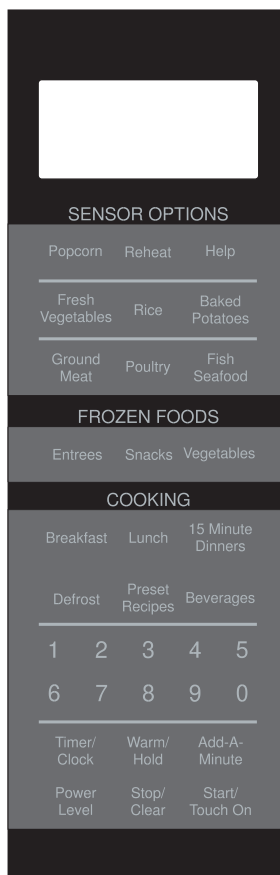 SENSOR OPTIONS
Popcorn Reheat Help
Fresh Vegetables Rice Baked Potatoes
Ground Meat Poultry Fish Seafood
FROZEN FOODS
Entrees Snacks Vegetables
COOKING
Breakfast Lunch 15 Minute Dinners
Defrost Preset Recipes Beverages
1 2 3 4 5
6 7 8 9 0
Timer/ Clock Warm/ Hold Add-A- Minute
Power Level Stop/ Clear Start/ Touch On